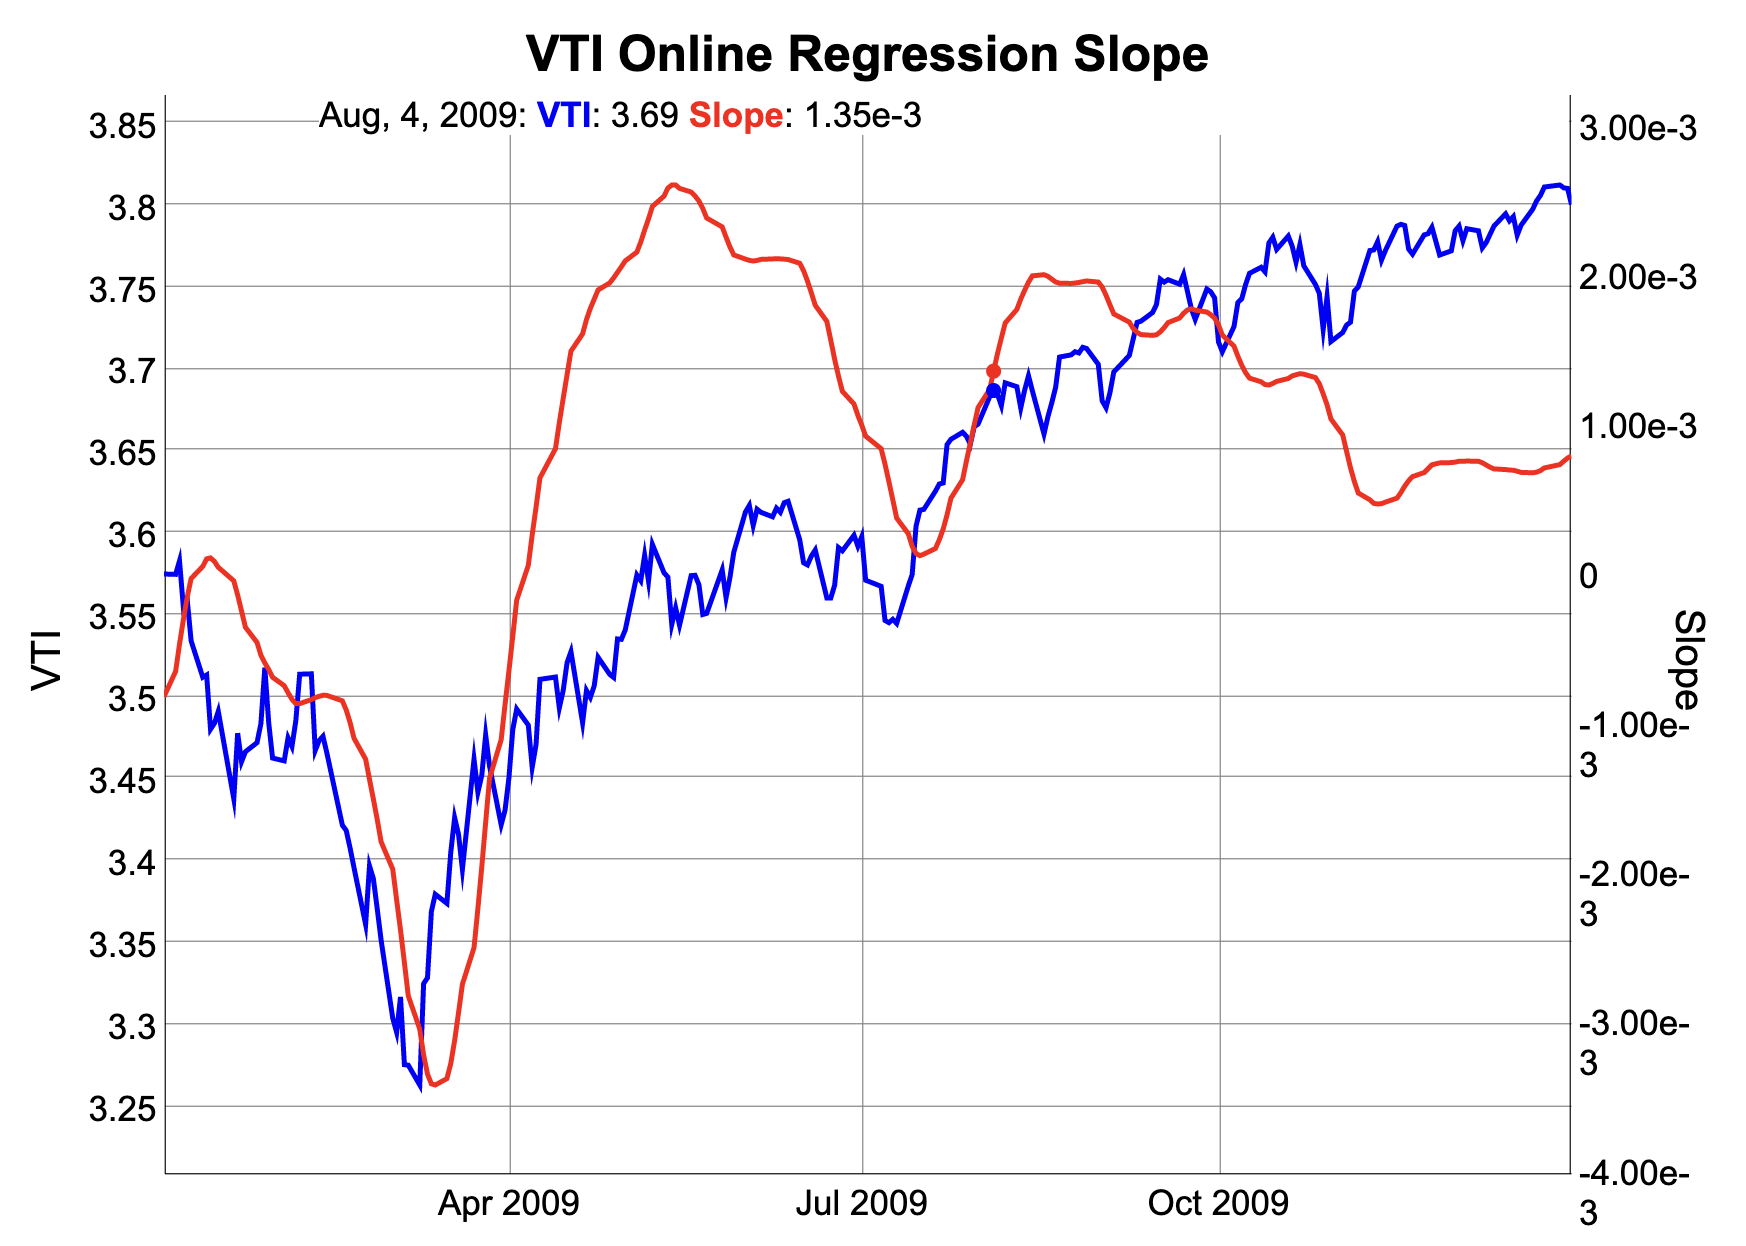 VTI Online Regression Slope
Aug, 4, 2009: VTI: 3.69 Slope: 1.35e-3
3.85
3.8
3.75
3.7
3.65
3.6
3.55
3.5
3.45
3.4
3.35
3.3
3.25
VTI
3.00e-3
2.00e-3
1.00e-3
0
-1.00e-
3
-2.00e-
3
-3.00e-
3
-4.00e-
3
Slope
Apr 2009
Jul 2009
Oct 2009